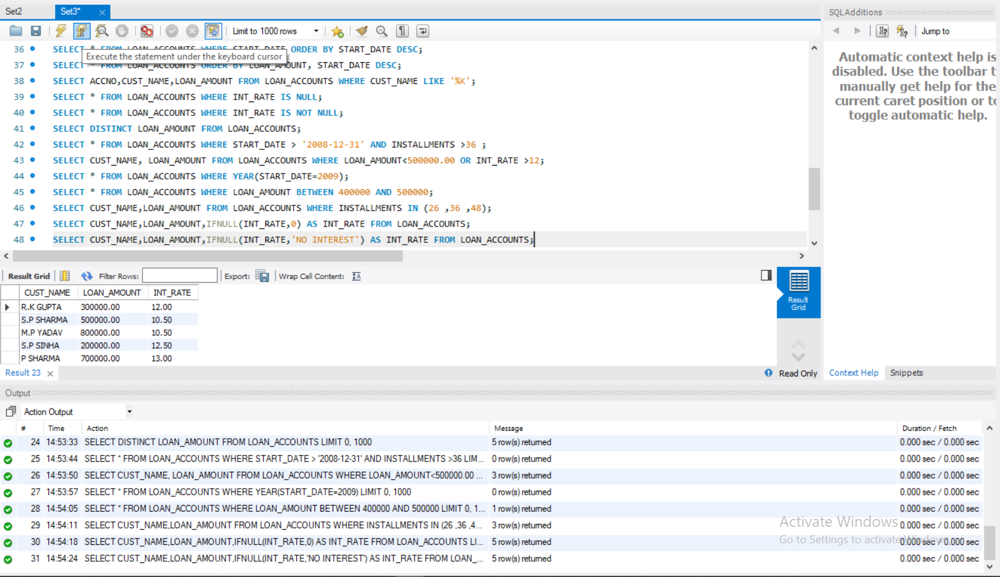 Set2
Set3*
SQLAdditions
Limit to 1000 rows
Jump to
36 SELECT * FROM LOAN_ACCOUNTS WHERE START_DATE ORDER BY START_DATE DESC;
Execute the statement under the keyboard cursor
37 SELECT * FROM LOAN_ACCOUNTS ORDER BY LOAN_AMOUNT, START_DATE DESC;
38 SELECT ACCNO,CUST_NAME,LOAN_AMOUNT FROM LOAN_ACCOUNTS WHERE CUST_NAME LIKE '%K';
39 SELECT * FROM LOAN_ACCOUNTS WHERE INT_RATE IS NULL;
40 SELECT * FROM LOAN_ACCOUNTS WHERE INT_RATE IS NOT NULL;
41 SELECT DISTINCT LOAN_AMOUNT FROM LOAN_ACCOUNTS;
42 SELECT * FROM LOAN_ACCOUNTS WHERE START_DATE > '2008-12-31' AND INSTALLMENTS >36 ;
43 SELECT CUST_NAME, LOAN_AMOUNT FROM LOAN_ACCOUNTS WHERE LOAN_AMOUNT<500000.00 OR INT_RATE >12;
44 SELECT * FROM LOAN_ACCOUNTS WHERE YEAR(START_DATE=2009);
45 SELECT * FROM LOAN_ACCOUNTS WHERE LOAN_AMOUNT BETWEEN 400000 AND 500000;
46 SELECT CUST_NAME,LOAN_AMOUNT FROM LOAN_ACCOUNTS WHERE INSTALLMENTS IN (26 ,36 ,48);
47 SELECT CUST_NAME,LOAN_AMOUNT,IFNULL(INT_RATE,0) AS INT_RATE FROM LOAN_ACCOUNTS;
48 SELECT CUST_NAME,LOAN_AMOUNT,IFNULL(INT_RATE,'NO INTEREST') AS INT_RATE FROM LOAN_ACCOUNTS;
Automatic context help is
disabled. Use the toolbar t
manually get help for the
current caret position or to
toggle automatic help.
Result Grid Filter Rows: Export: Wrap Cell Content:
CUST_NAME LOAN_AMOUNT INT_RATE
R.K GUPTA 300000.00 12.00
S.P SHARMA 500000.00 10.50
M.P YADAV 800000.00 10.50
S.P SINHA 200000.00 12.50
P SHARMA 700000.00 13.00
Result
Grid
Result 23
Read Only
Context Help Snippets
Output
Action Output
# Time Action Message Duration / Fetch
24 14:53:33 SELECT DISTINCT LOAN_AMOUNT FROM LOAN_ACCOUNTS LIMIT 0, 1000 5 row(s) returned 0.000 sec / 0.000 sec
25 14:53:44 SELECT * FROM LOAN_ACCOUNTS WHERE START_DATE > '2008-12-31' AND INSTALLMENTS >36 LIM... 0 row(s) returned 0.000 sec / 0.000 sec
26 14:53:50 SELECT CUST_NAME, LOAN_AMOUNT FROM LOAN_ACCOUNTS WHERE LOAN_AMOUNT<500000.00 ... 3 row(s) returned 0.000 sec / 0.000 sec
27 14:53:57 SELECT * FROM LOAN_ACCOUNTS WHERE YEAR(START_DATE=2009) LIMIT 0, 1000 0 row(s) returned 0.000 sec / 0.000 sec
28 14:54:05 SELECT * FROM LOAN_ACCOUNTS WHERE LOAN_AMOUNT BETWEEN 400000 AND 500000 LIMIT 0, 1... 1 row(s) returned 0.000 sec / 0.000 sec
29 14:54:11 SELECT CUST_NAME,LOAN_AMOUNT FROM LOAN_ACCOUNTS WHERE INSTALLMENTS IN (26 ,36 ,4... 3 row(s) returned 0.000 sec / 0.000 sec
30 14:54:18 SELECT CUST_NAME,LOAN_AMOUNT,IFNULL(INT_RATE,0) AS INT_RATE FROM LOAN_ACCOUNTS LI... 5 row(s) returned 0.000 sec / 0.000 sec
31 14:54:24 SELECT CUST_NAME,LOAN_AMOUNT,IFNULL(INT_RATE,'NO INTEREST') AS INT_RATE FROM LOAN_... 5 row(s) returned 0.000 sec / 0.000 sec
Activate Windows
Go to Settings to activate Windows.